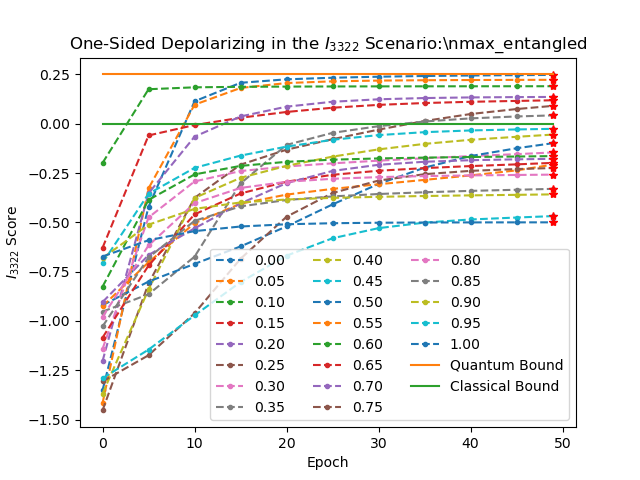 One-Sided Depolarizing in the I3322 Scenario:\nmax_entangled
I3322 Score
0.25
0.00
−0.25
−0.50
−0.75
−1.00
−1.25
−1.50
0.00 0.40 0.80
0.05 0.45 0.85
0.10 0.50 0.90
0.15 0.55 0.95
0.20 0.60 1.00
0.25 0.65 Quantum Bound
0.30 0.70 Classical Bound
0.35 0.75
0 10 20 30 40 50
Epoch